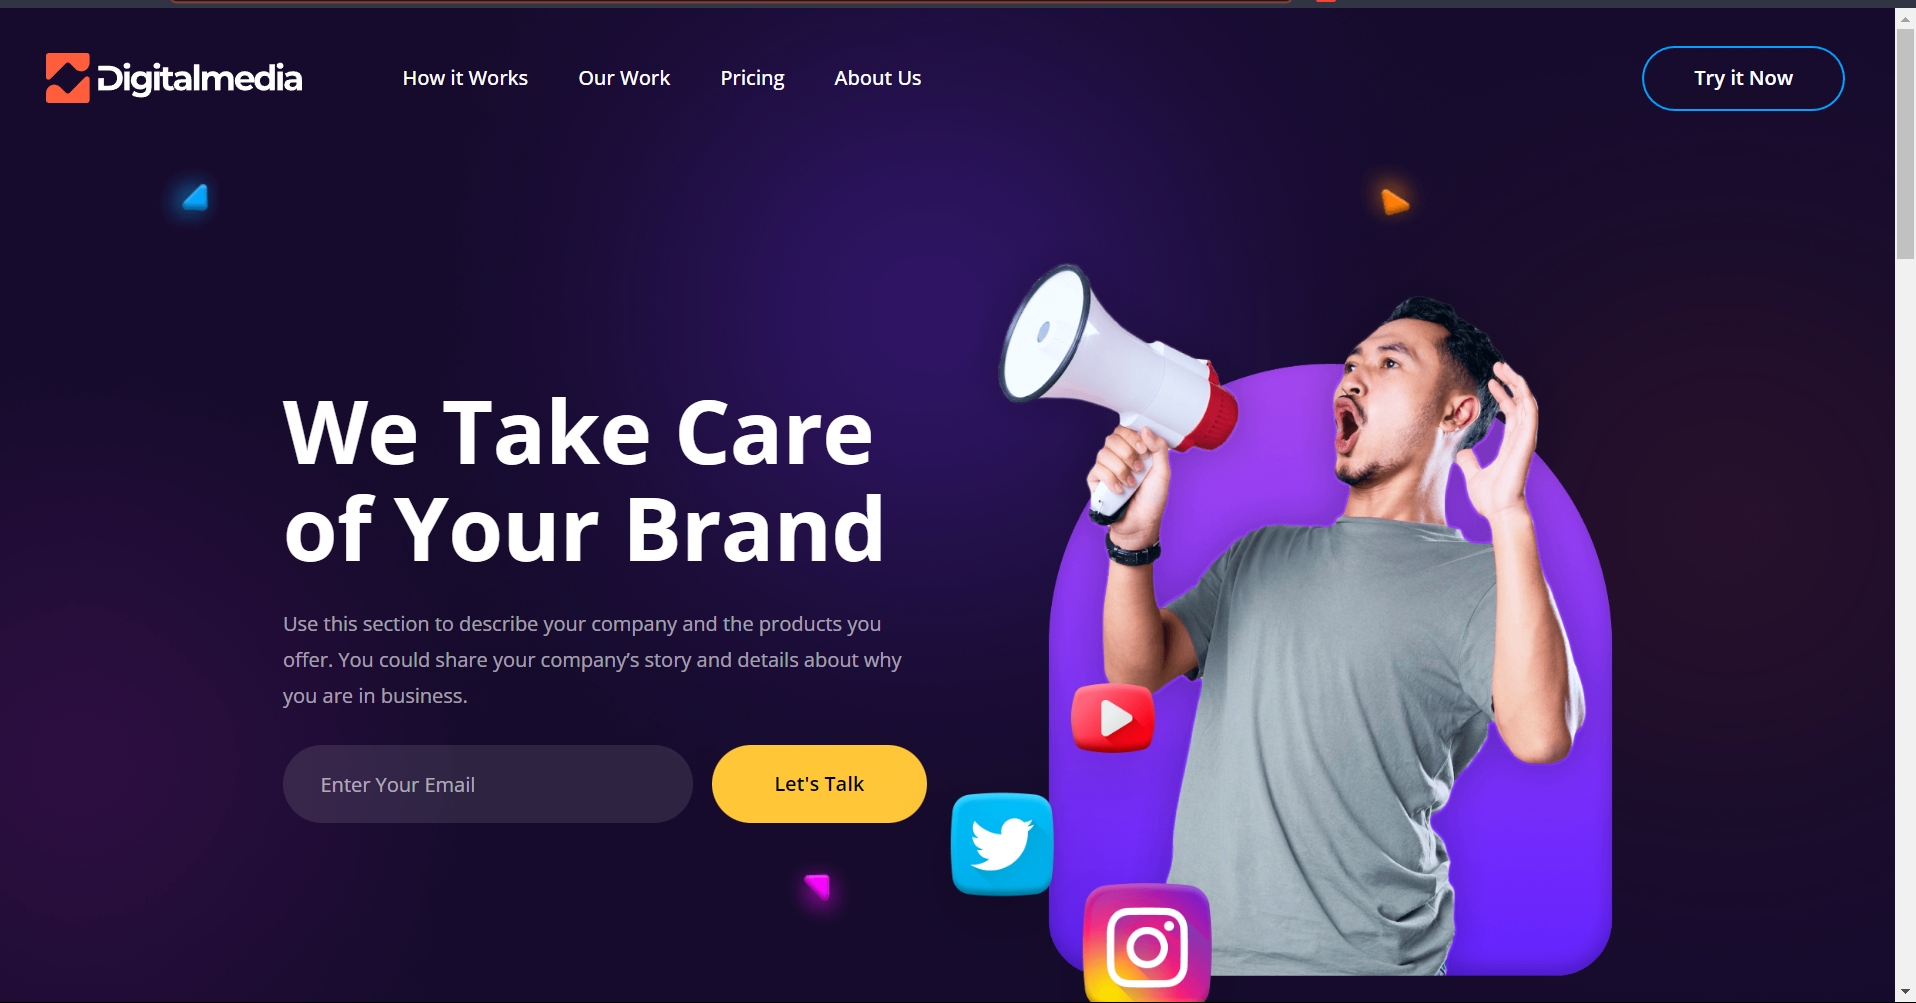 Digitalmedia
How it Works
Our Work
Pricing
About Us
Try it Now
We Take Care
of Your Brand
Use this section to describe your company and the products you
offer. You could share your company’s story and details about why
you are in business.
Enter Your Email
Let's Talk